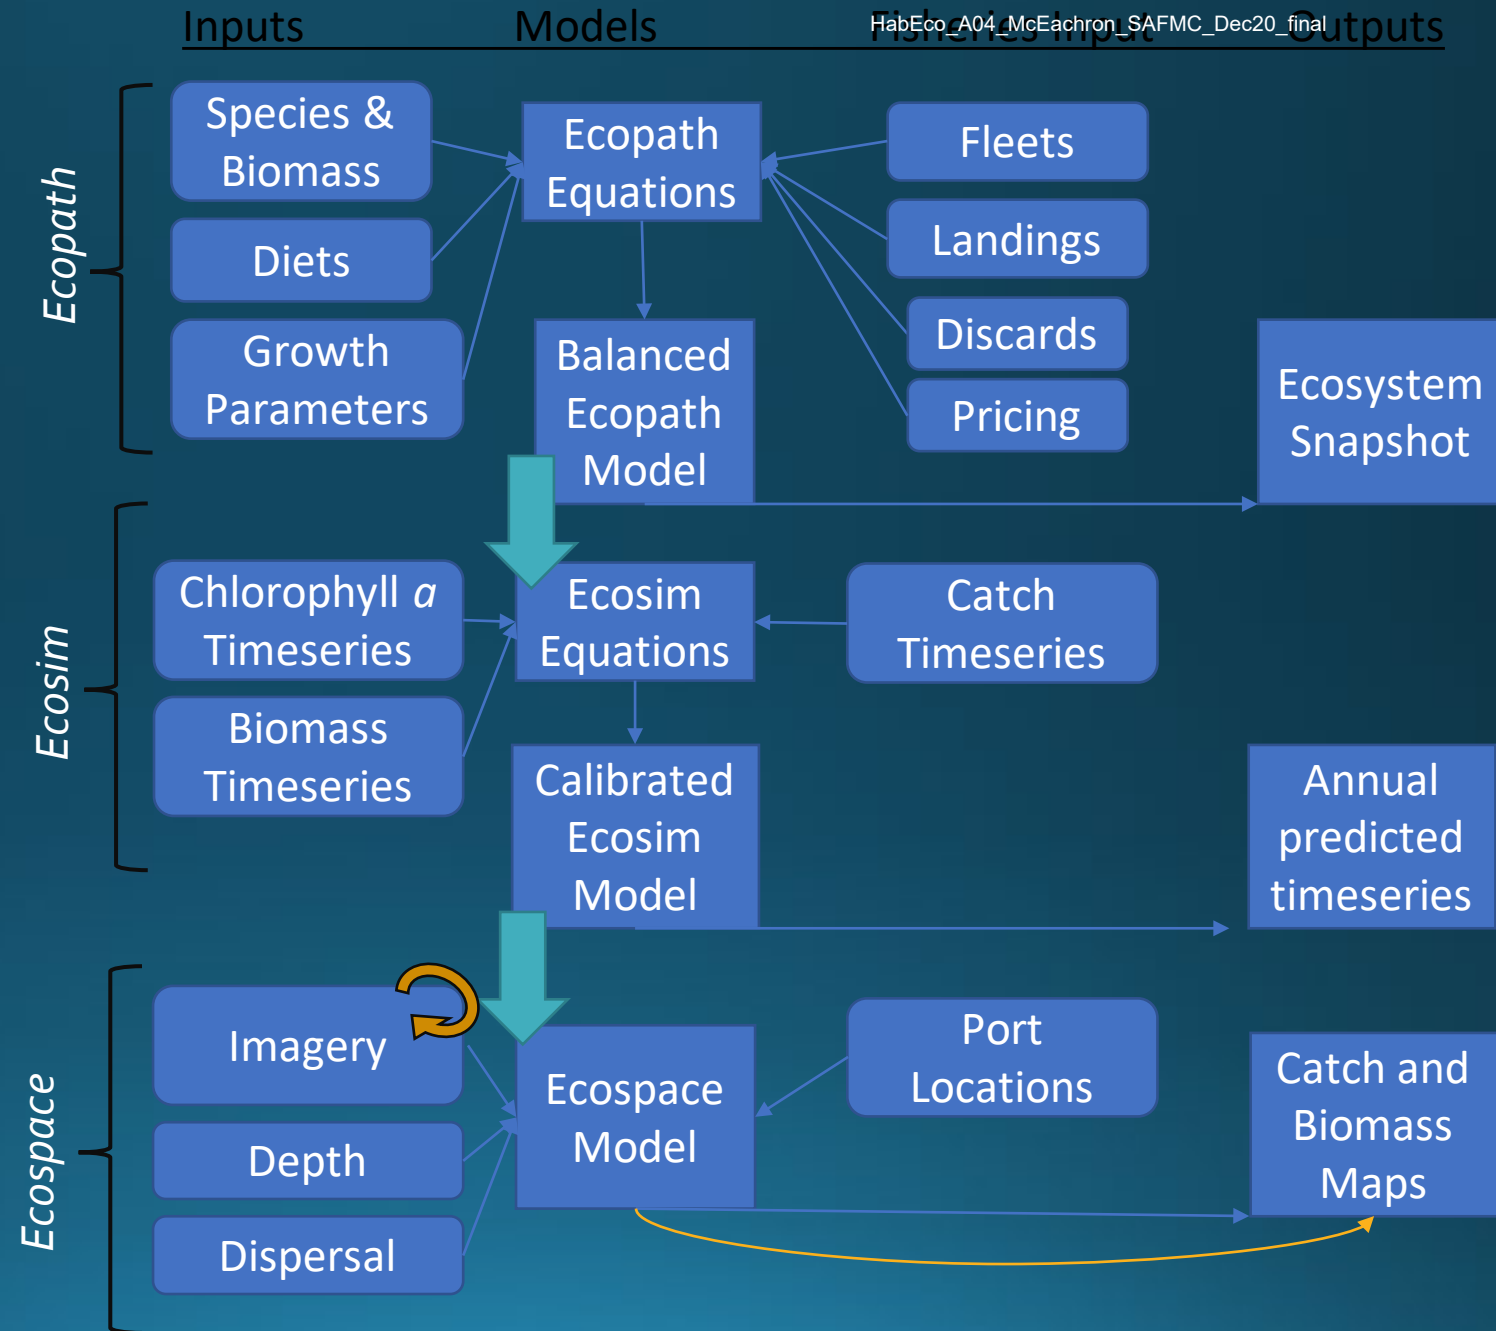 Inputs
Models
Fisheries Input
Outputs
HabEco_A04_McEachron_SAFMC_Dec20_final
Ecopath
Species &
Biomass
Diets
Growth
Parameters
Ecopath
Equations
Balanced
Ecopath
Model
Fleets
Landings
Discards
Pricing
Ecosystem
Snapshot
Ecosim
Chlorophyll a
Timeseries
Biomass
Timeseries
Ecosim
Equations
Calibrated
Ecosim
Model
Catch
Timeseries
Annual
predicted
timeseries
Ecospace
Imagery
Depth
Dispersal
Ecospace
Model
Port
Locations
Catch and
Biomass
Maps